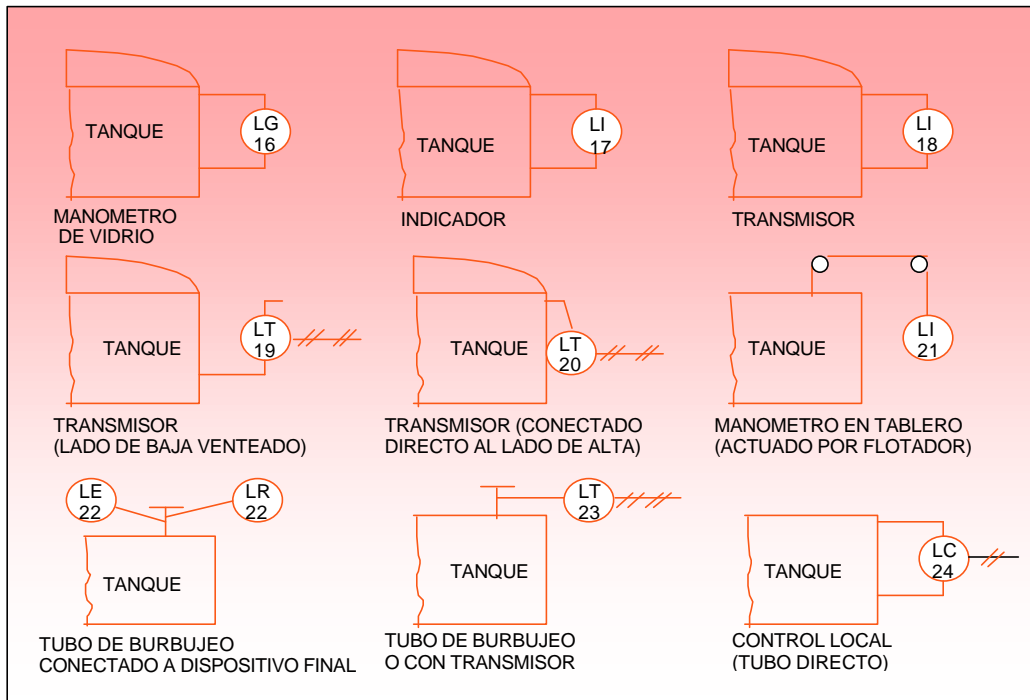 TANQUE
LG
16
MANOMETRO
DE VIDRIO
TANQUE
LI
17
INDICADOR
TANQUE
LI
18
TRANSMISOR
TANQUE
LT
19
TRANSMISOR
(LADO DE BAJA VENTEADO)
TANQUE
LT
20
TRANSMISOR (CONECTADO
DIRECTO AL LADO DE ALTA)
TANQUE
LI
21
MANOMETRO EN TABLERO
(ACTUADO POR FLOTADOR)
LE
22
LR
22
TANQUE
TUBO DE BURBUJEO
CONECTADO A DISPOSITIVO FINAL
LT
23
TANQUE
TUBO DE BURBUJEO
O CON TRANSMISOR
TANQUE
LC
24
CONTROL LOCAL
(TUBO DIRECTO)